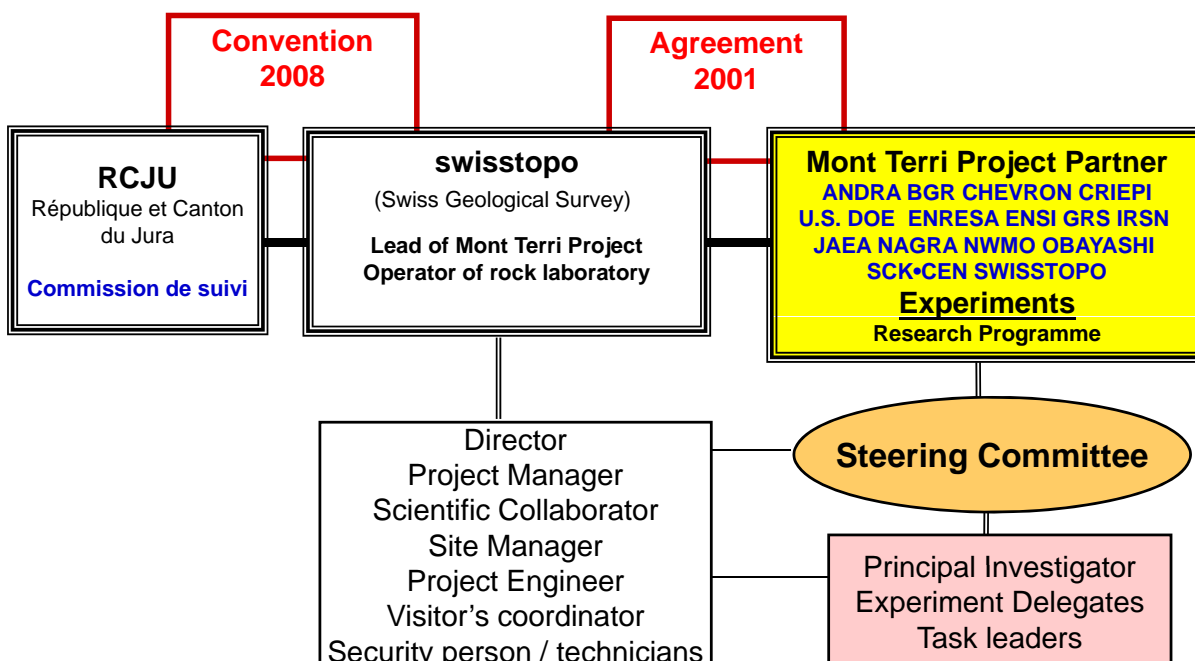 Convention
2008
Agreement
2001
RCJU
République et Canton
du Jura
Commission de suivi
swisstopo
(Swiss Geological Survey)
Lead of Mont Terri Project
Operator of rock laboratory
Mont Terri Project Partner
ANDRA BGR CHEVRON CRIEPI
U.S. DOE ENRESA ENSI GRS IRSN
JAEA NAGRA NWMO OBAYASHI
SCK•CEN SWISSTOPO
Experiments
Research Programme
Director
Project Manager
Scientific Collaborator
Site Manager
Project Engineer
Visitor's coordinator
Security person / technicians
Steering Committee
Principal Investigator
Experiment Delegates
Task leaders